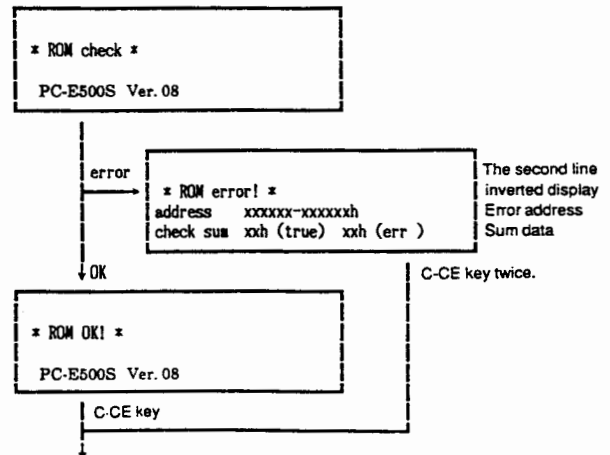 * ROM check *
PC-E500S Ver. 08
error
* ROM error! *
address xxxxxx-xxxxxxh
check sum xxh (true) xxh (err )
The second line
inverted display
Error address
Sum data
OK
C-CE key twice.
* ROM OK! *
PC-E500S Ver. 08
C-CE key